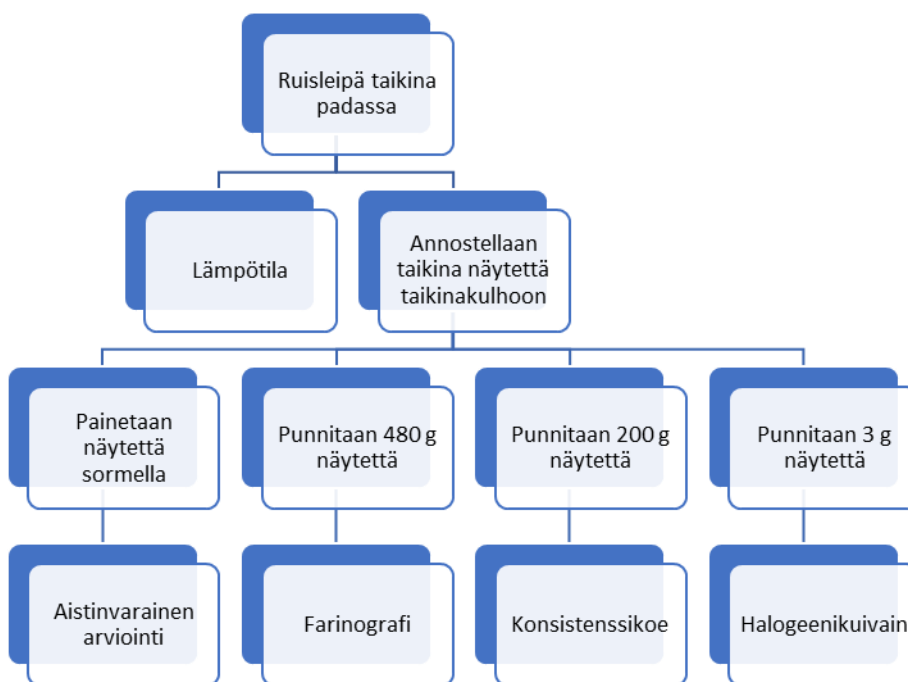 Ruisleipä taikina
padassa
Lämpötila
Annostellaan
taikina näytettä
taikinakulhoon
Painetaan
näytettä
sormella
Punnitaan 480 g
näytettä
Punnitaan 200 g
näytettä
Punnitaan 3 g
näytettä
Aistinvarainen
arviointi
Farinografi
Konsistenssikoe
Halogeenikuivain